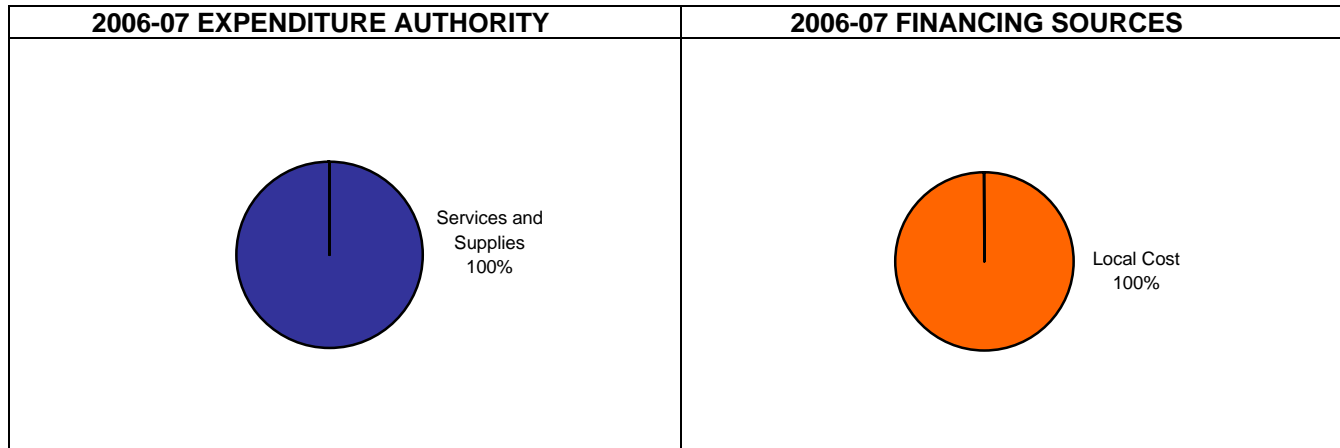 2006-07 EXPENDITURE AUTHORITY
2006-07 FINANCING SOURCES
Services and
Supplies
100%
Local Cost
100%